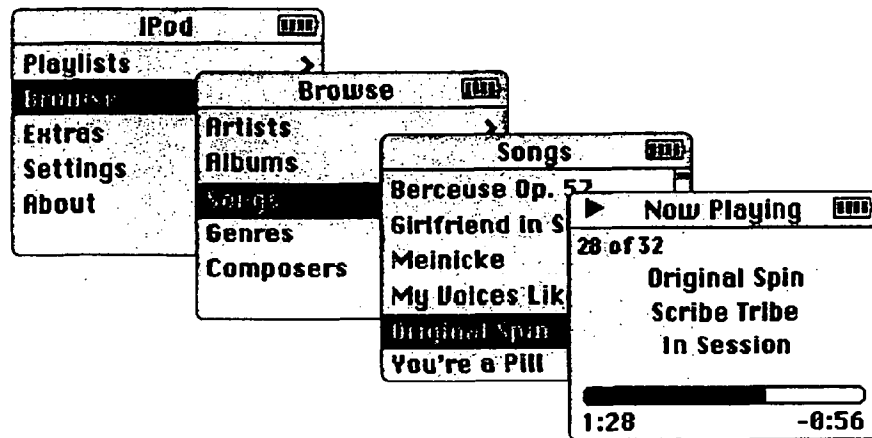 iPod
Playlists >
Browse
Extras
Settings
About
Browse
Artists >
Albums
Songs
Genres
Composers
Songs
Berceuse Op. 57
Girlfriend in S
Meinicke
My Voices Lik
Original Spin
You're a Pill
Now Playing
28 of 32
Original Spin
Scribe Tribe
In Session
1:28 -0:56